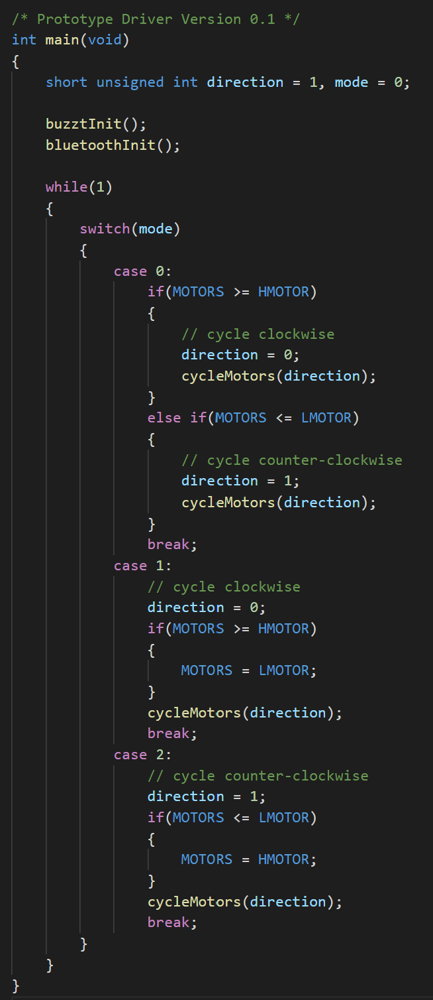 /* Prototype Driver Version 0.1 */
int main(void)
{
    short unsigned int direction = 1, mode = 0;

    buzztInit();
    bluetoothInit();

    while(1)
    {
        switch(mode)
        {
            case 0:
                if(MOTORS >= HMOTOR)
                {
                    // cycle clockwise
                    direction = 0;
                    cycleMotors(direction);
                }
                else if(MOTORS <= LMOTOR)
                {
                    // cycle counter-clockwise
                    direction = 1;
                    cycleMotors(direction);
                }
                break;
            case 1:
                // cycle clockwise
                direction = 0;
                if(MOTORS >= HMOTOR)
                {
                    MOTORS = LMOTOR;
                }
                cycleMotors(direction);
                break;
            case 2:
                // cycle counter-clockwise
                direction = 1;
                if(MOTORS <= LMOTOR)
                {
                    MOTORS = HMOTOR;
                }
                cycleMotors(direction);
                break;
        }
    }
}